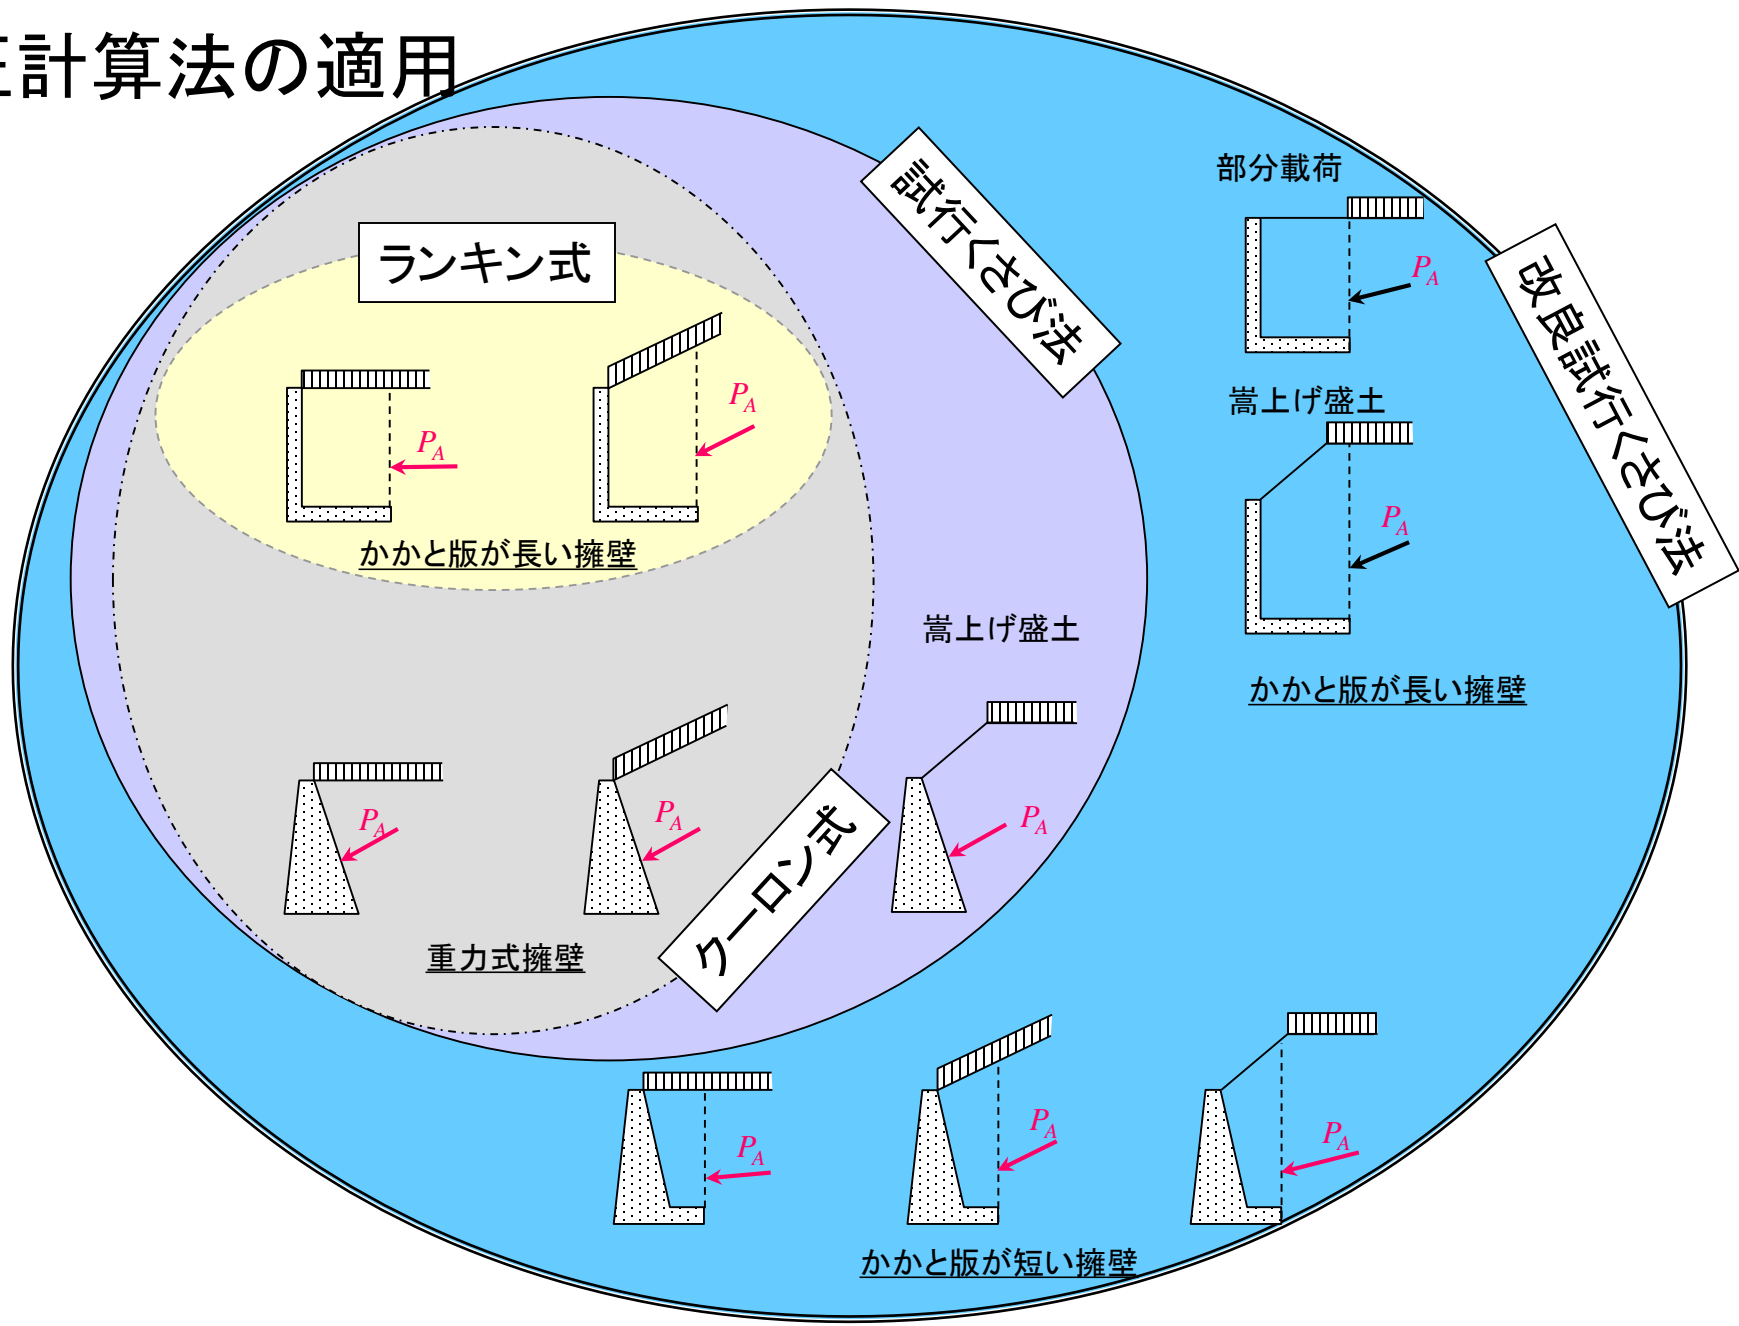 圧計算法の適用
部分載荷
試行くさび法
ランキン式
改良試行くさび法
P_A
嵩上げ盛土
P_A
P_A
P_A
かかと版が長い擁壁
嵩上げ盛土
かかと版が長い擁壁
P_A
P_A
P_A
クーロン式
重力式擁壁
P_A
P_A
P_A
かかと版が短い擁壁